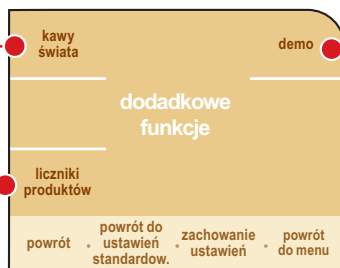 kawy
świata
demo
dodadkowe
funkcje
liczniki
produktów
powrót
powrót do
ustawień
standardow.
zachowanie
ustawień
powrót
do menu